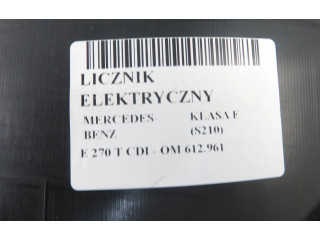 LICZNIK
ELEKTRYCZNY
MERCEDES- KLASA E
BENZ (S210)
E 270 T CDI - OM 612.961